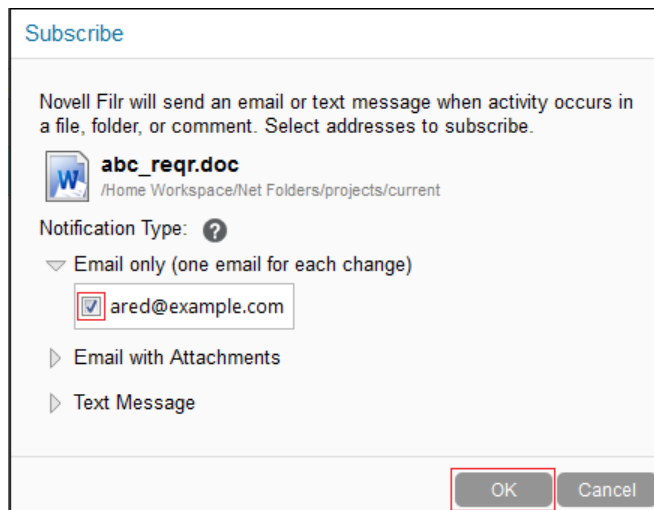 Subscribe
Novell Filr will send an email or text message when activity occurs in
a file, folder, or comment. Select addresses to subscribe.
W
abc_reqr.doc
/Home Workspace/Net Folders/projects/current
Notification Type: ?
Email only (one email for each change)
ared@example.com
Email with Attachments
Text Message
OK Cancel